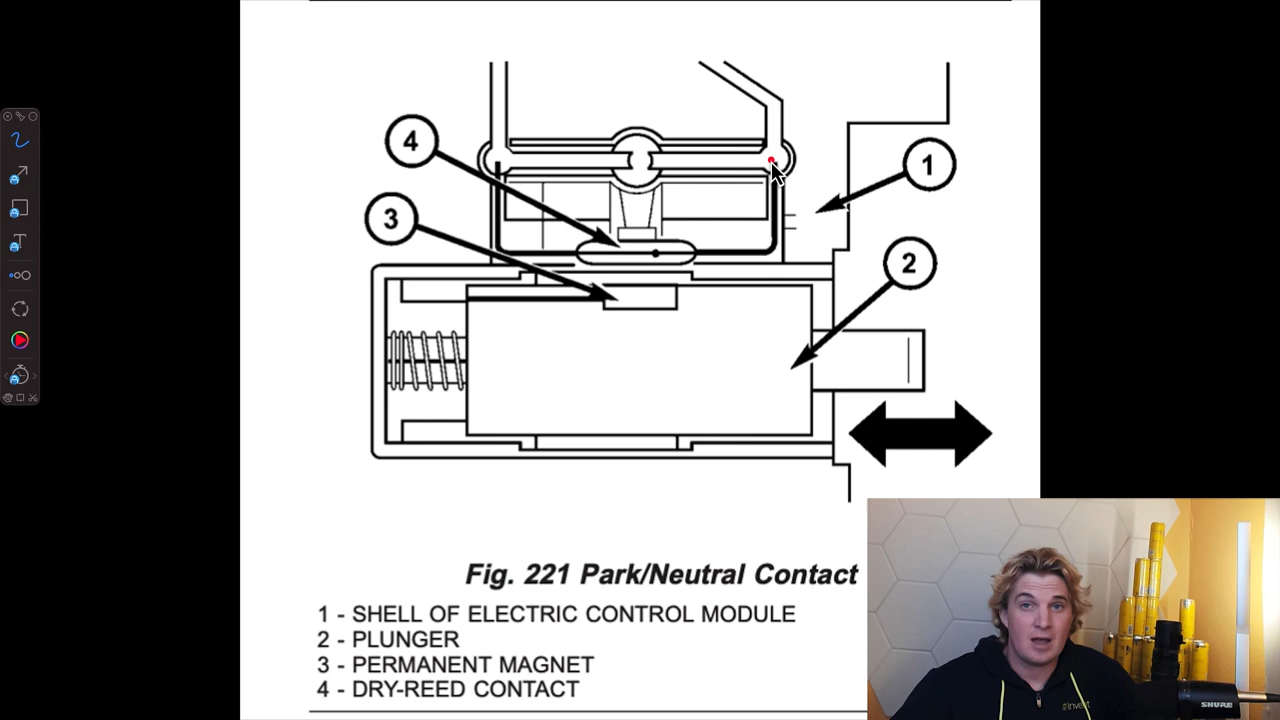 4
1
3
2
Fig. 221 Park/Neutral Contact
1 - SHELL OF ELECTRIC CONTROL MODULE
2 - PLUNGER
3 - PERMANENT MAGNET
4 - DRY-REED CONTACT
SHURE